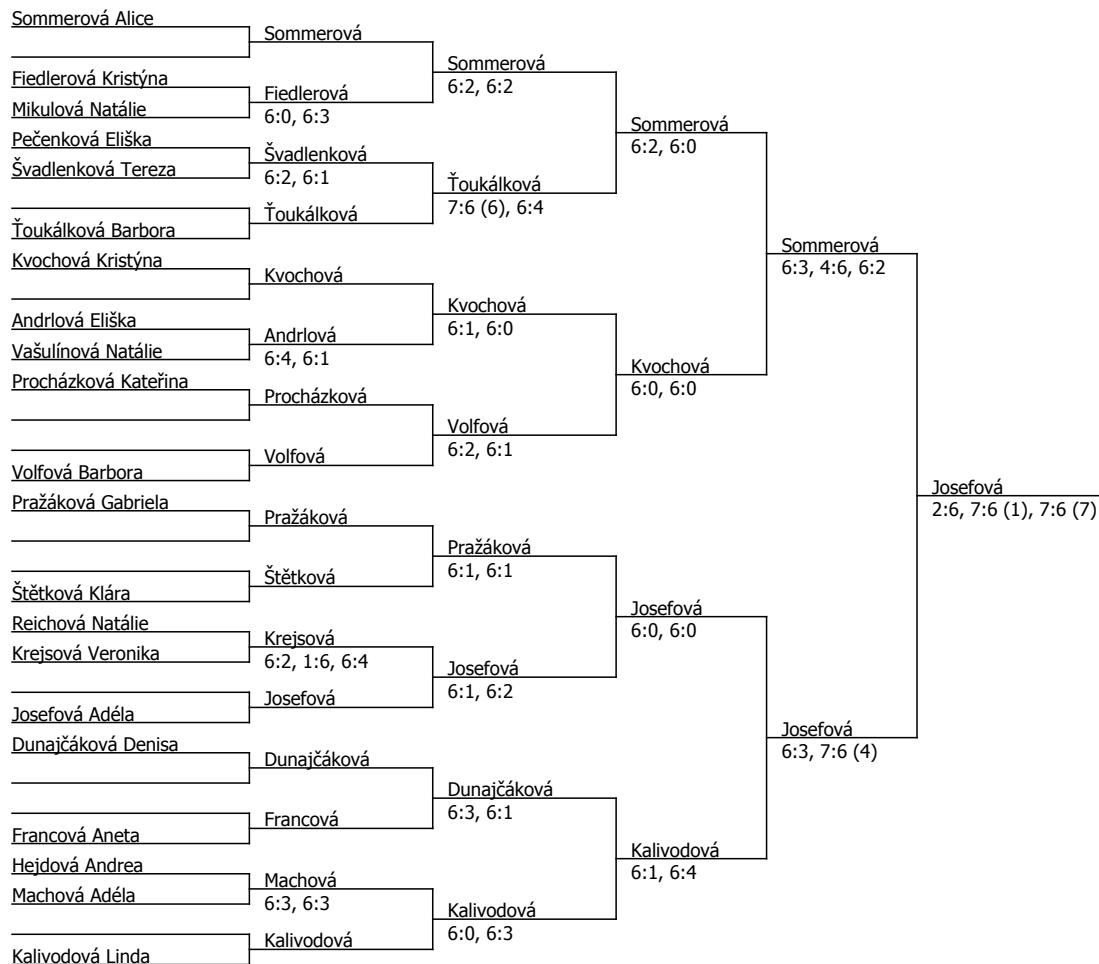 Sommerová Alice
Fiedlerová Kristýna
Mikulová Natálie
Pečenková Eliška
Švadlenková Tereza
Ťoukálková Barbora
Kvochová Kristýna
Andrlová Eliška
Vašulínová Natálie
Procházková Kateřina
Volfová Barbora
Pražáková Gabriela
Štětková Klára
Reichová Natálie
Krejsová Veronika
Josefová Adéla
Dunajčáková Denisa
Francová Aneta
Hejdová Andrea
Machová Adéla
Kalivodová Linda
Sommerová
Fiedlerová
6:0, 6:3
Švadlenková
6:2, 6:1
Ťoukálková
Kvochová
Andrlová
6:4, 6:1
Procházková
Volfová
Pražáková
Štětková
Krejsová
6:2, 1:6, 6:4
Josefová
Dunajčáková
Francová
Machová
6:3, 6:3
Kalivodová
Sommerová
6:2, 6:2
Ťoukálková
7:6 (6), 6:4
Kvochová
6:1, 6:0
Volfová
6:2, 6:1
Pražáková
6:1, 6:1
Josefová
6:1, 6:2
Dunajčáková
6:3, 6:1
Kalivodová
6:0, 6:3
Sommerová
6:2, 6:0
Kvochová
6:0, 6:0
Josefová
6:0, 6:0
Kalivodová
6:1, 6:4
Sommerová
6:3, 4:6, 6:2
Josefová
6:3, 7:6 (4)
Josefová
2:6, 7:6 (1), 7:6 (7)